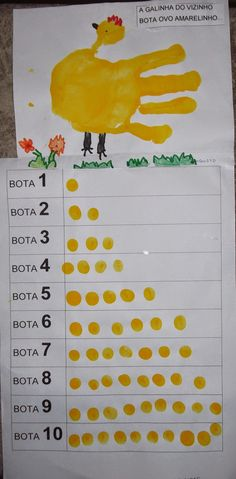 A GALINHA DO VIZINHO
BOTA OVO AMARELINHO...
BOTA 1
BOTA 2
BOTA 3
BOTA 4
BOTA 5
BOTA 6
BOTA 7
BOTA 8
BOTA 9
BOTA 10